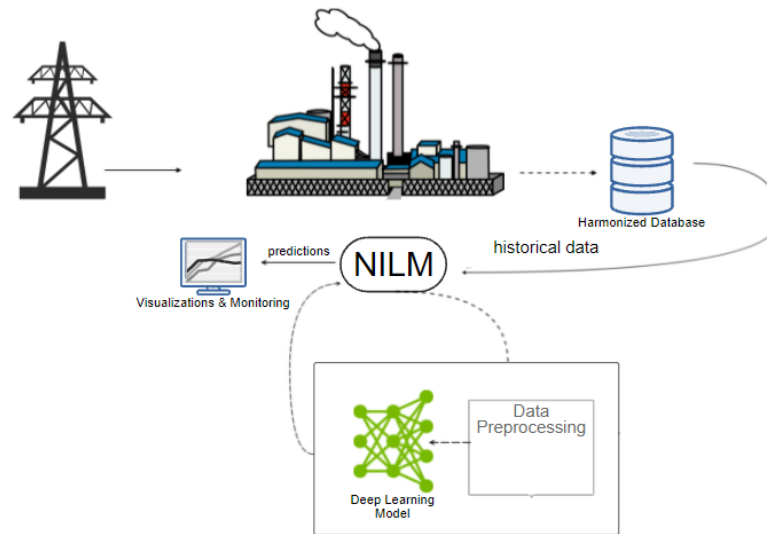 Harmonized Database
historical data
predictions
NILM
Visualizations & Monitoring
Data
Preprocessing
Deep Learning
Model